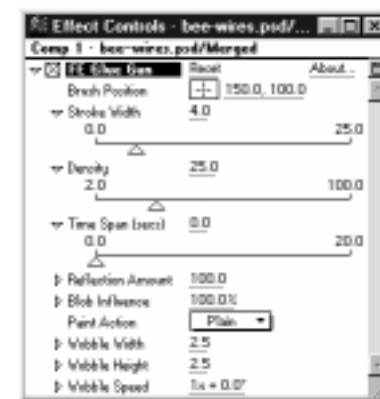 Effect Controls - bee-wires.psd/...
Comp 1 - bee-wires.psd/Merged
FE Glue Gun Reset About...
Brush Position 150.0, 100.0
Stroke Width 4.0
0.0 25.0
Density 25.0
2.0 100.0
Time Span (secs) 0.0
0.0 20.0
Reflection Amount 100.0
Blob Influence 100.0%
Paint Action Plain
Wobble Width 2.5
Wobble Height 2.5
Wobble Speed 1x + 0.0°